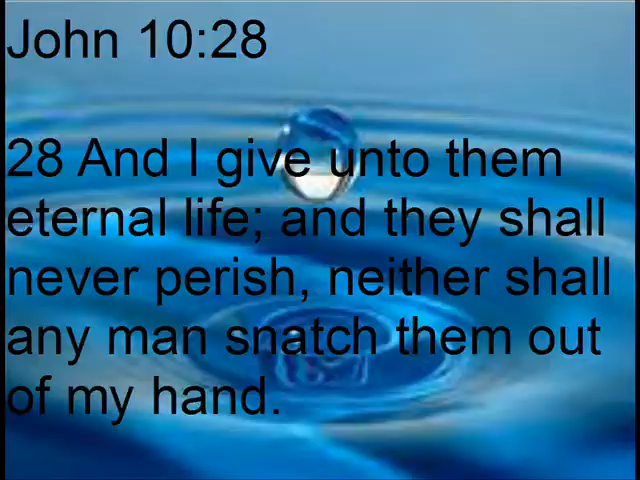 John 10:28
28 And I give unto them
eternal life; and they shall
never perish, neither shall
any man snatch them out
of my hand.